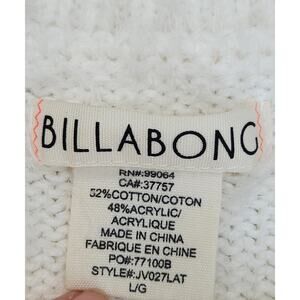 BILLABONG
RN#:99064
CA#:37757
52%COTTON/COTON
48%ACRYLIC/
ACRYLIQUE
MADE IN CHINA
FABRIQUE EN CHINE
PO#:77100B
STYLE#:JV027LAT
L/G